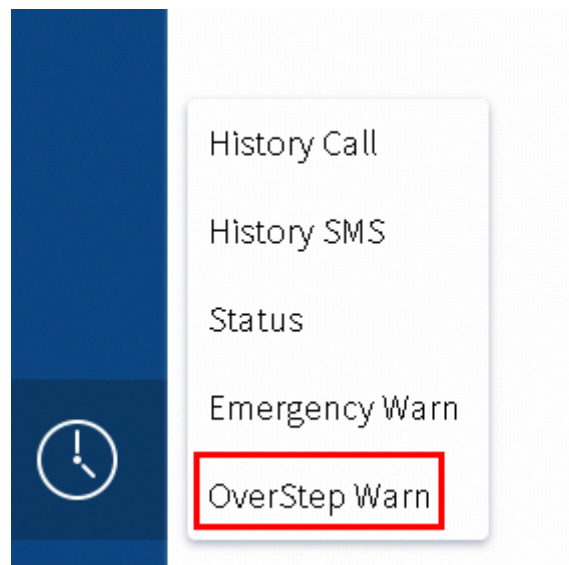 History Call
History SMS
Status
Emergency Warn
OverStep Warn